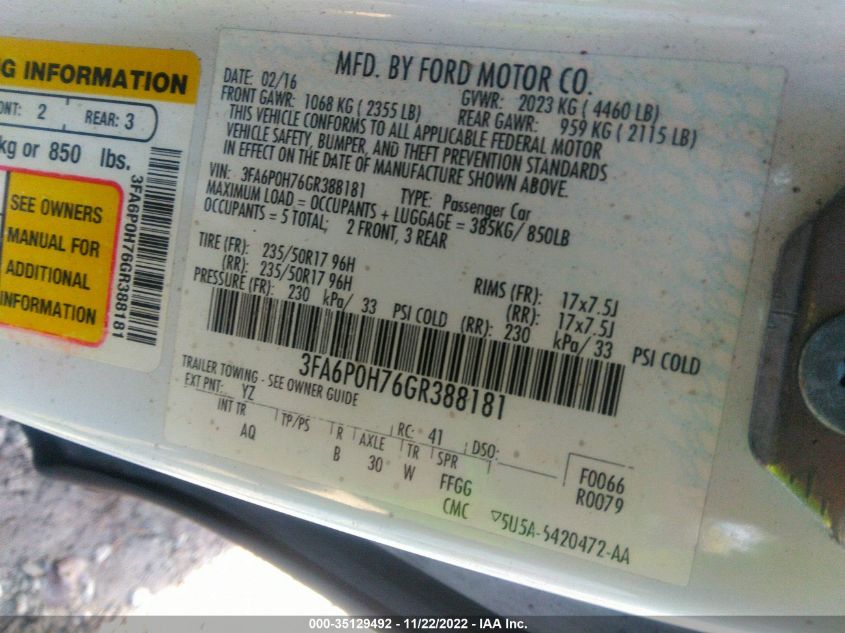 G INFORMATION
NT: 2 REAR: 3
kg or 850 lbs.
SEE OWNERS
MANUAL FOR
ADDITIONAL
INFORMATION
3FA6P0H76GR388181
MFD. BY FORD MOTOR CO.
DATE: 02/16 GVWR: 2023 KG ( 4460 LB)
FRONT GAWR: 1068 KG ( 2355 LB) REAR GAWR: 959 KG ( 2115 LB)
THIS VEHICLE CONFORMS TO ALL APPLICABLE FEDERAL MOTOR
VEHICLE SAFETY, BUMPER, AND THEFT PREVENTION STANDARDS
IN EFFECT ON THE DATE OF MANUFACTURE SHOWN ABOVE.
VIN: 3FA6P0H76GR388181 TYPE: Passenger Car
MAXIMUM LOAD = OCCUPANTS + LUGGAGE = 385KG/ 850LB
OCCUPANTS = 5 TOTAL; 2 FRONT, 3 REAR
TIRE (FR): 235/50R17 96H RIMS (FR): 17x7.5J
(RR): 235/50R17 96H (RR): 17x7.5J
PRESSURE (FR): 230 kPa/ 33 PSI COLD (RR): 230 kPa/ 33 PSI COLD
3FA6P0H76GR388181
TRAILER TOWING - SEE OWNER GUIDE
EXT PNT: YZ RC: 41 DSO:
INT TR TP/PS R AXLE TR SPR
AQ B 30 W FFGG
F0066
R0079
CMC ▽5U5A-5420472-AA
000-35129492 - 11/22/2022 - IAA Inc.